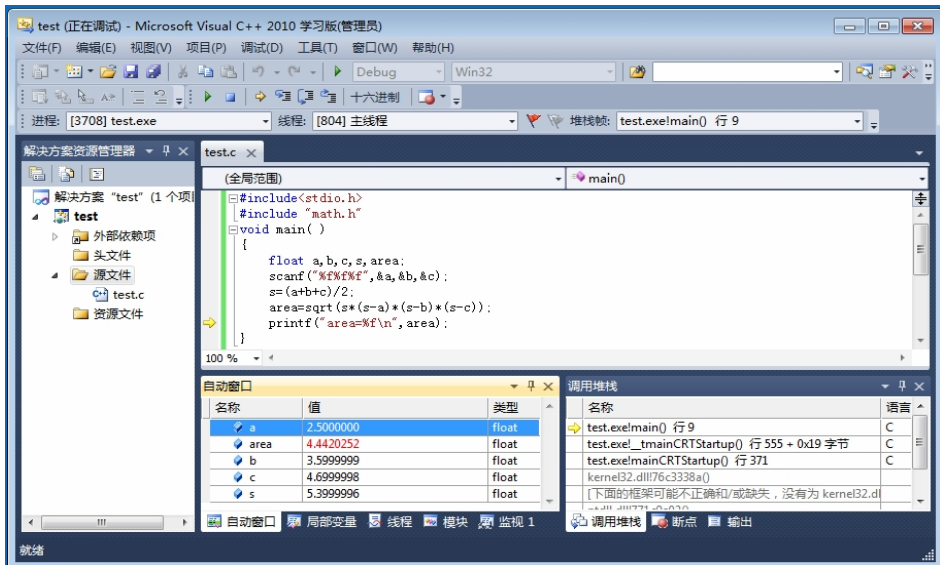 test (正在调试) - Microsoft Visual C++ 2010 学习版(管理员)
文件(F) 编辑(E) 视图(V) 项目(P) 调试(D) 工具(T) 窗口(W) 帮助(H)
Debug Win32
十六进制
进程: [3708] test.exe 线程: [804] 主线程 堆栈帧: test.exe!main() 行 9
解决方案资源管理器
解决方案 "test" (1 个项
test
外部依赖项
头文件
源文件
test.c
资源文件
test.c
(全局范围) main()
#include<stdio.h>
#include "math.h"
void main( )
{
float a,b,c,s,area;
scanf("%f%f%f",&a,&b,&c);
s=(a+b+c)/2;
area=sqrt(s*(s-a)*(s-b)*(s-c));
printf("area=%f\n",area);
}
100 %
自动窗口
名称 值 类型
a 2.5000000 float
area 4.4420252 float
b 3.5999999 float
c 4.6999998 float
s 5.3999996 float
自动窗口 局部变量 线程 模块 监视 1
调用堆栈
名称 语言
test.exe!main() 行 9 C
test.exe!__tmainCRTStartup() 行 555 + 0x19 字节 C
test.exe!mainCRTStartup() 行 371 C
kernel32.dll!76c3338a()
[下面的框架可能不正确和/或缺失，没有为 kernel32.dl
调用堆栈 断点 输出
就绪